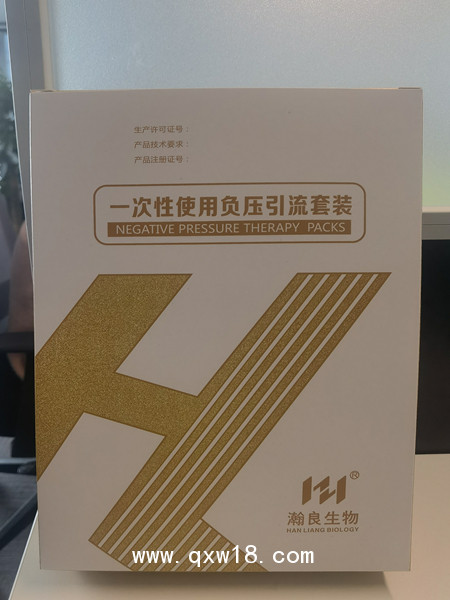 生产许可证号：
产品技术要求：
产品注册证号：
一次性使用负压引流套装
NEGATIVE PRESSURE THERAPY PACKS
®
瀚良生物
HAN LIANG BIOLOGY
www.qxw18.com